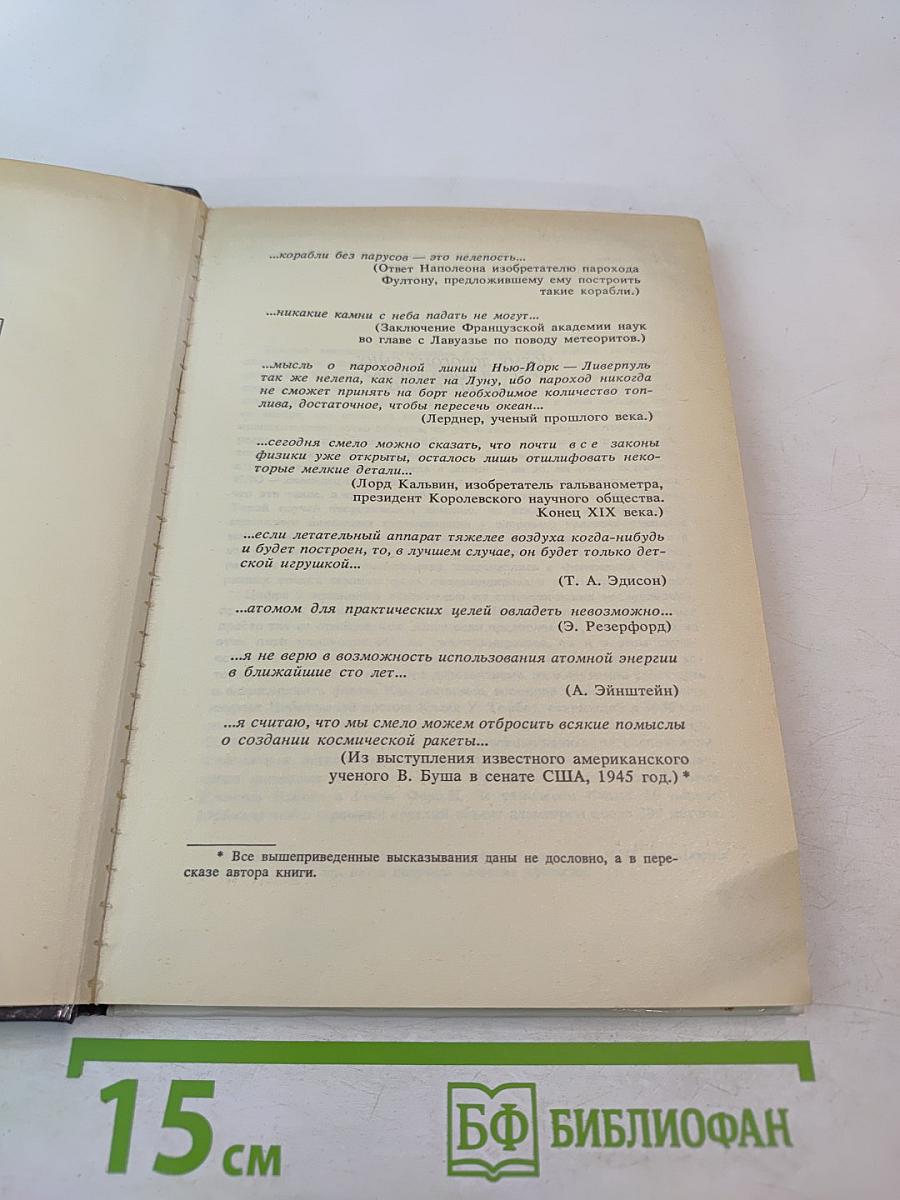 ...корабли без парусов — это нелепость...
(Ответ Наполеона изобретателю парохода
Фултону, предложившему ему построить
такие корабли.)
...никакие камни с неба падать не могут...
(Заключение Французской академии наук
во главе с Лавуазье по поводу метеоритов.)
...мысль о пароходной линии Нью-Йорк — Ливерпуль
так же нелепа, как полет на Луну, ибо пароход никогда
не сможет принять на борт необходимое количество топ-
лива, достаточное, чтобы пересечь океан...
(Лерднер, ученый прошлого века.)
...сегодня смело можно сказать, что почти все законы
физики уже открыты, осталось лишь отшлифовать неко-
торые мелкие детали...
(Лорд Кальвин, изобретатель гальванометра,
президент Королевского научного общества.
Конец XIX века.)
...если летательный аппарат тяжелее воздуха когда-нибудь
и будет построен, то, в лучшем случае, он будет только дет-
ской игрушкой...
(Т. А. Эдисон)
...атомом для практических целей овладеть невозможно...
(Э. Резерфорд)
...я не верю в возможность использования атомной энергии
в ближайшие сто лет...
(А. Эйнштейн)
...я считаю, что мы смело можем отбросить всякие помыслы
о создании космической ракеты...
(Из выступления известного американского
ученого В. Буша в сенате США, 1945 год.) *
* Все вышеприведенные высказывания даны не дословно, а в пере-
сказе автора книги.
15 см
БФ БИБЛИОФАН